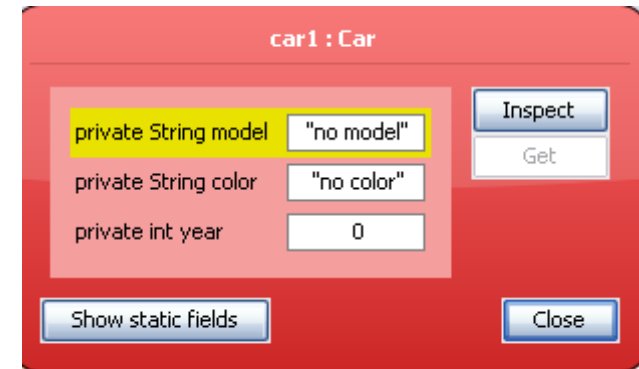 car1 : Car
private String model "no model"
Inspect
Get
private String color "no color"
private int year 0
Show static fields
Close